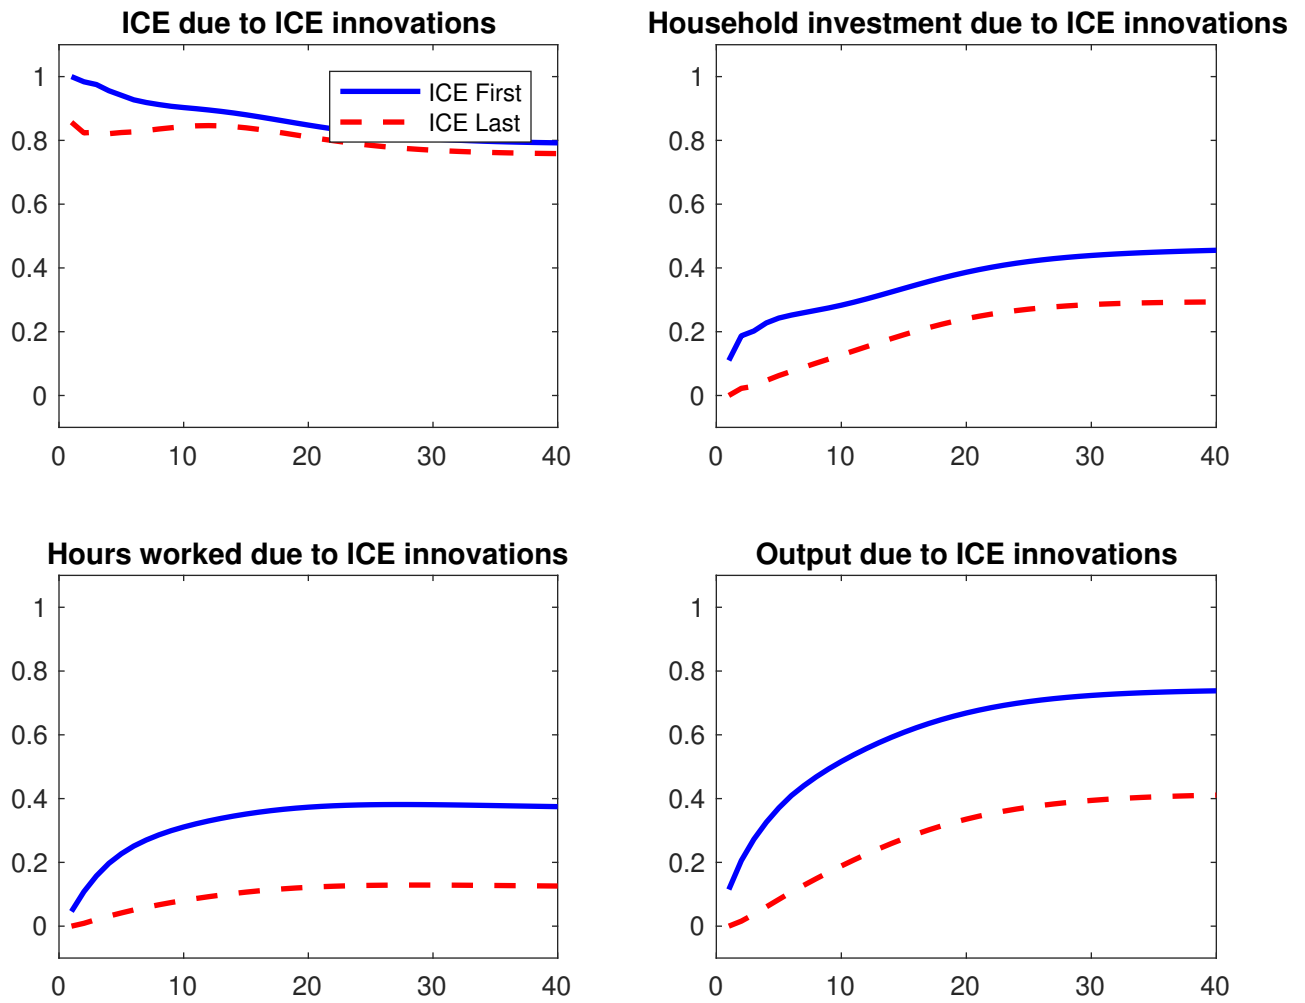 ICE due to ICE innovations
1
0.8
0.6
0.4
0.2
0
0 10 20 30 40
ICE First
ICE Last
Household investment due to ICE innovations
1
0.8
0.6
0.4
0.2
0
0 10 20 30 40
Hours worked due to ICE innovations
1
0.8
0.6
0.4
0.2
0
0 10 20 30 40
Output due to ICE innovations
1
0.8
0.6
0.4
0.2
0
0 10 20 30 40